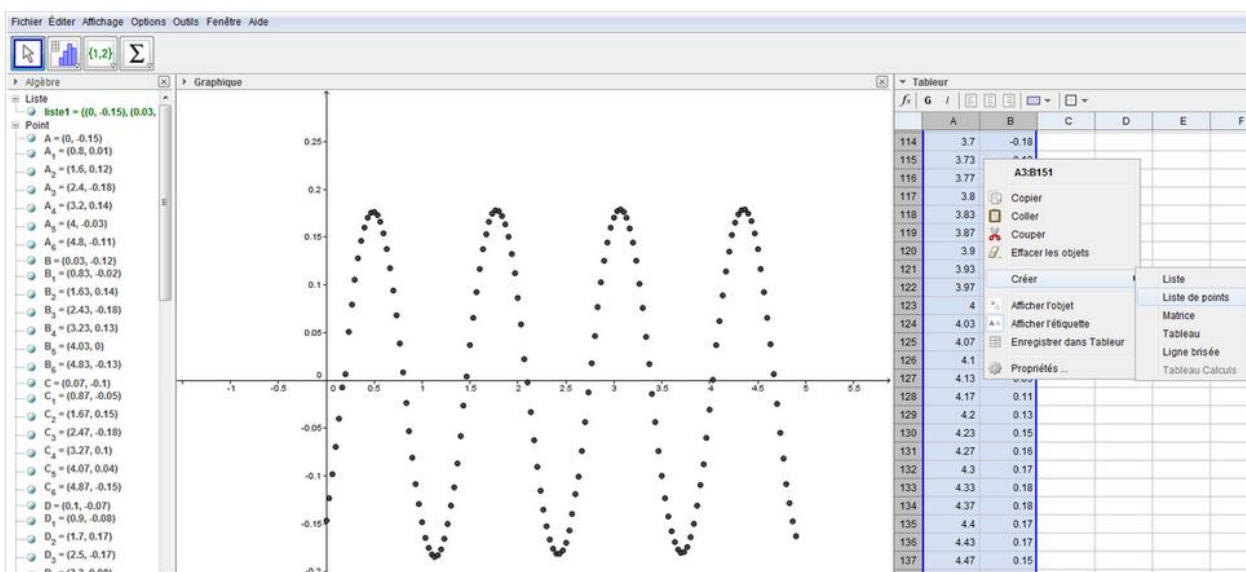 Fichier Éditer Affichage Options Outils Fenêtre Aide
{1,2} Σ
Algèbre
Liste
liste1 = {(0, -0.15), (0.03,
Point
A = (0, -0.15)
A1 = (0.8, 0.01)
A2 = (1.6, 0.12)
A3 = (2.4, -0.18)
A4 = (3.2, 0.14)
A5 = (4, -0.03)
A6 = (4.8, -0.11)
B = (0.03, -0.12)
B1 = (0.83, -0.02)
B2 = (1.63, 0.14)
B3 = (2.43, -0.18)
B4 = (3.23, 0.13)
B5 = (4.03, 0)
B6 = (4.83, -0.13)
C = (0.07, -0.1)
C1 = (0.87, -0.05)
C2 = (1.67, 0.15)
C3 = (2.47, -0.18)
C4 = (3.27, 0.1)
C5 = (4.07, 0.04)
C6 = (4.87, -0.15)
D = (0.1, -0.07)
D1 = (0.9, -0.08)
D2 = (1.7, 0.17)
D3 = (2.5, -0.17)
Graphique
0.25
0.2
0.15
0.1
0.05
0
-0.05
-0.1
-0.15
-0.2
-1 -0.5 0.5 1 1.5 2 2.5 3 3.5 4 4.5 5 5.5
Tableur
fx G I
A B C D E F
114 3.7 -0.18
115 3.73
116 3.77
117 3.8
118 3.83
119 3.87
120 3.9
121 3.93
122 3.97
123 4
124 4.03
125 4.07
126 4.1
127 4.13
128 4.17 0.11
129 4.2 0.13
130 4.23 0.15
131 4.27 0.16
132 4.3 0.17
133 4.33 0.18
134 4.37 0.18
135 4.4 0.17
136 4.43 0.17
137 4.47 0.15
A3:B151
Copier
Coller
Couper
Effacer les objets
Créer
Afficher l'objet
AA Afficher l'étiquette
Enregistrer dans Tableur
Propriétés ...
Liste
Liste de points
Matrice
Tableau
Ligne brisée
Tableau Calculs